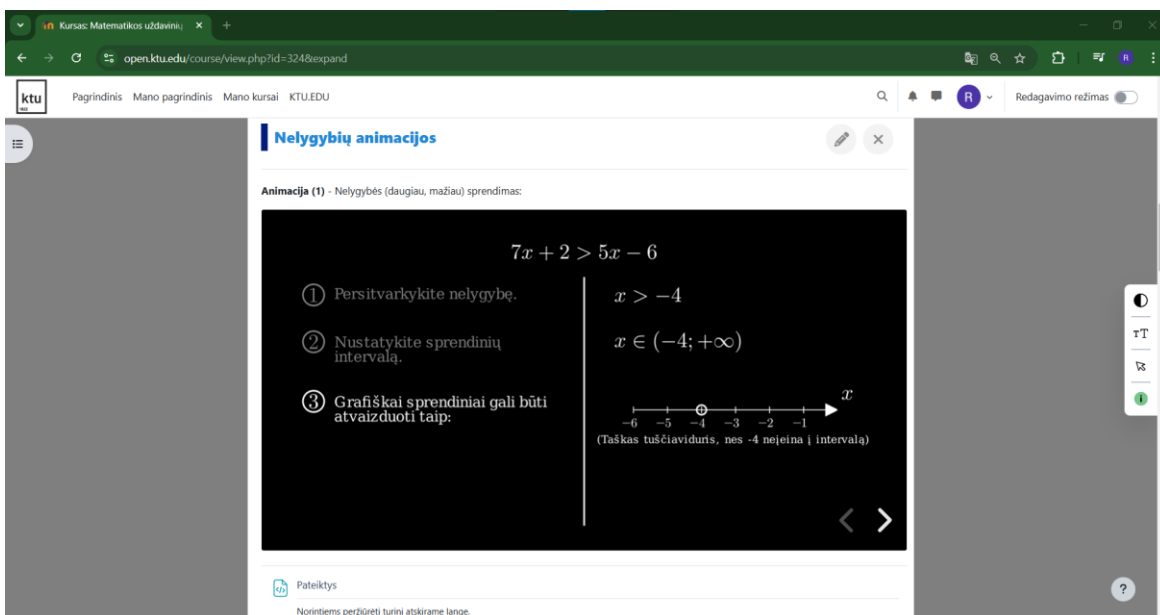 Kursas: Matematikos uždavinių
open.ktu.edu/course/view.php?id=324&expand
R
ktu
1922
Pagrindinis Mano pagrindinis Mano kursai KTU.EDU
R
Redagavimo režimas
Nelygybių animacijos
Animacija (1) - Nelygybės (daugiau, mažiau) sprendimas:
7x + 2 > 5x − 6
1 Persitvarkykite nelygybę.
x > −4
2 Nustatykite sprendinių
intervalą.
x ∈ (−4; +∞)
3 Grafiškai sprendiniai gali būti
atvaizduoti taip:
x
−6 −5 −4 −3 −2 −1
(Taškas tuščiaviduris, nes -4 neįeina į intervalą)
TT
i
?
Pateiktys
Norintiems peržiūrėti turinį atskirame lange.